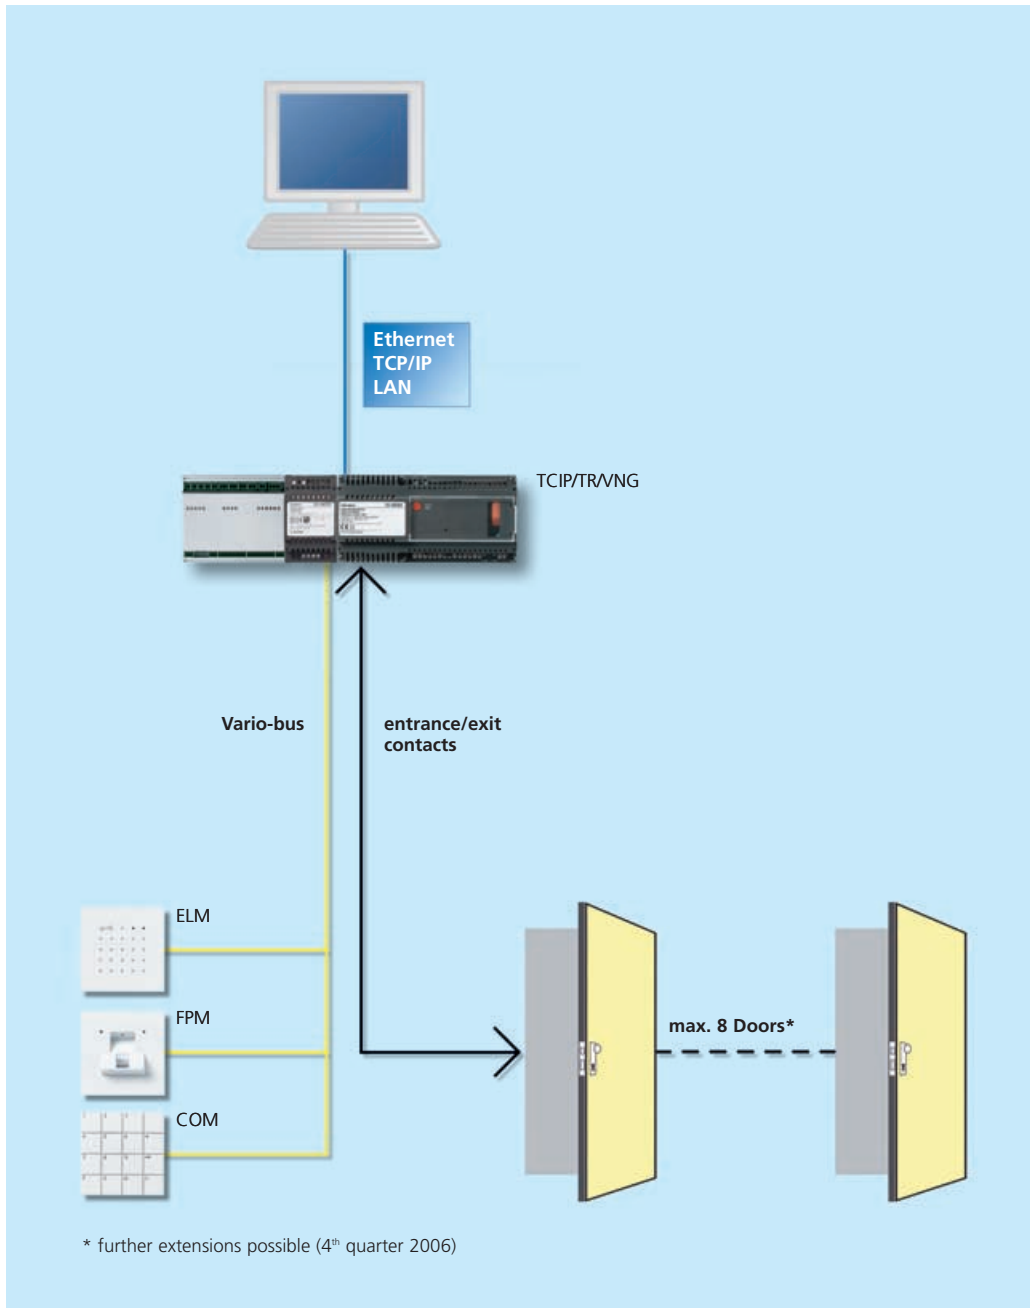 Ethernet
TCP/IP
LAN
TCIP/TR/VNG
Vario-bus
entrance/exit
contacts
ELM
FPM
COM
max. 8 Doors*
* further extensions possible (4th quarter 2006)